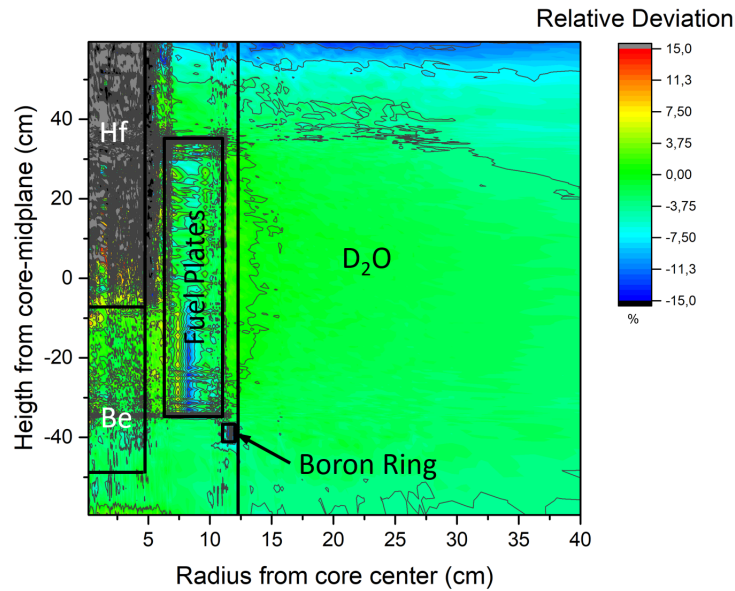 Relative Deviation
15,0
11,3
7,50
3,75
0,00
-3,75
-7,50
-11,3
-15,0
%
Heigth from core-midplane (cm)
40
20
0
-20
-40
Hf
Be
Fuel Plates
D₂O
Boron Ring
5 10 15 20 25 30 35 40
Radius from core center (cm)